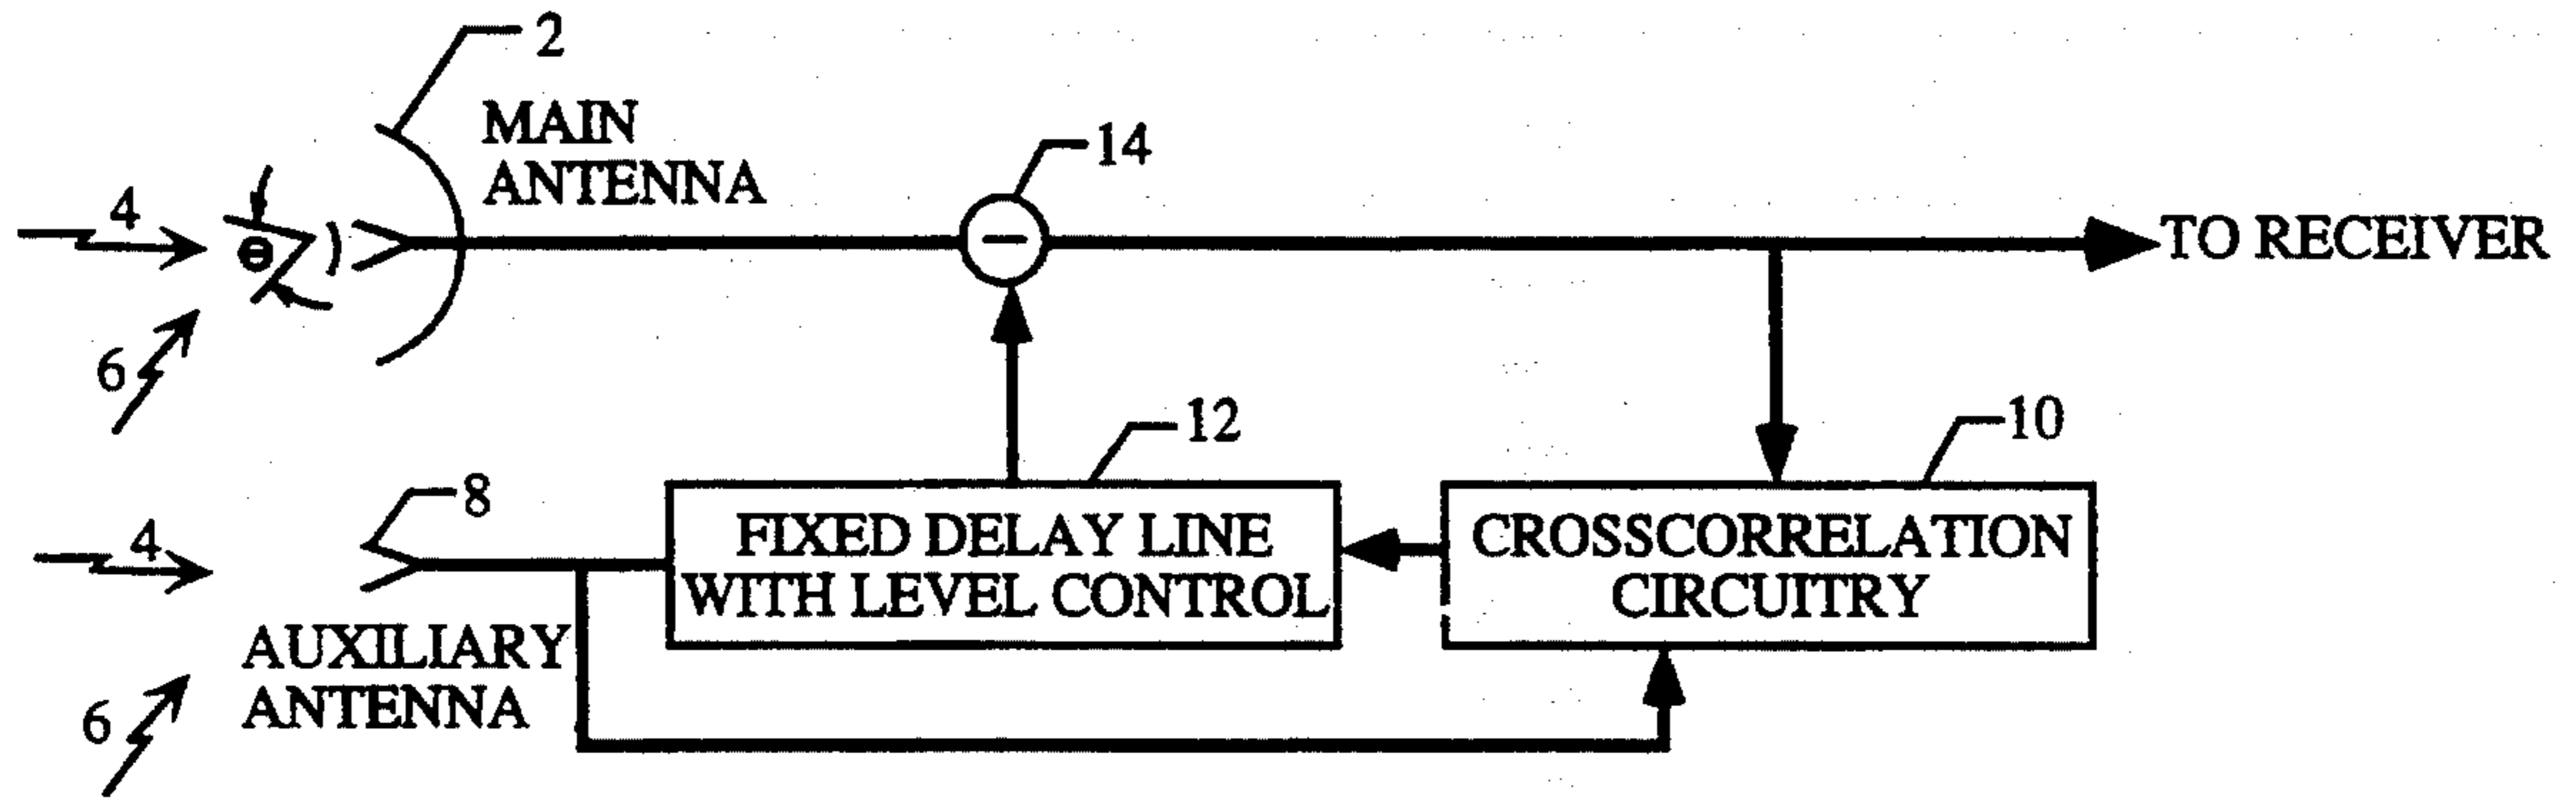 2
MAIN
ANTENNA
14
4
Θ
TO RECEIVER
6
12
10
8
4
FIXED DELAY LINE
WITH LEVEL CONTROL
CROSSCORRELATION
CIRCUITRY
AUXILIARY
ANTENNA
6